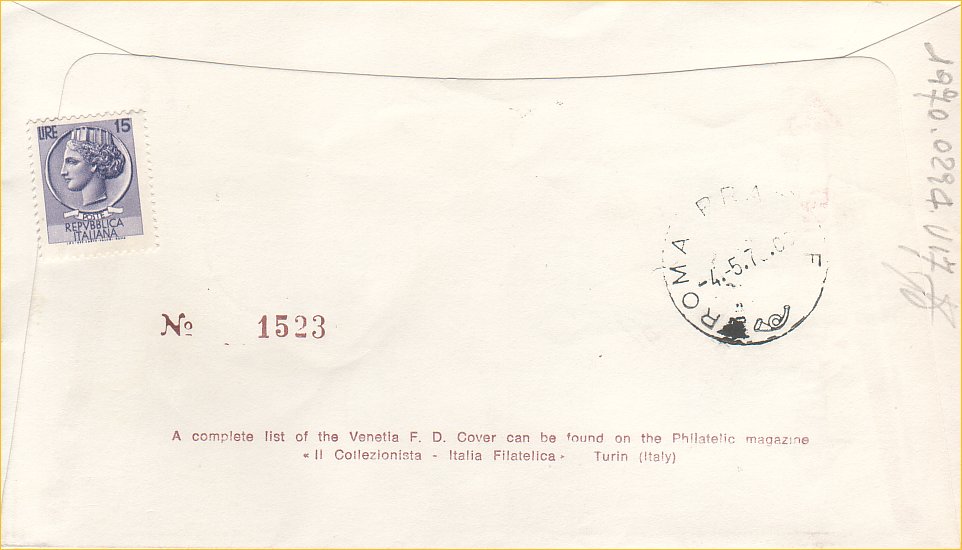 LIRE 15
POSTE
REPVBBLICA
ITALIANA
ROMA
-4.-5.7
Nº 1523
A complete list of the Venetia F. D. Cover can be found on the Philatelic magazine
« Il Collezionista - Italia Filatelica » Turin (Italy)